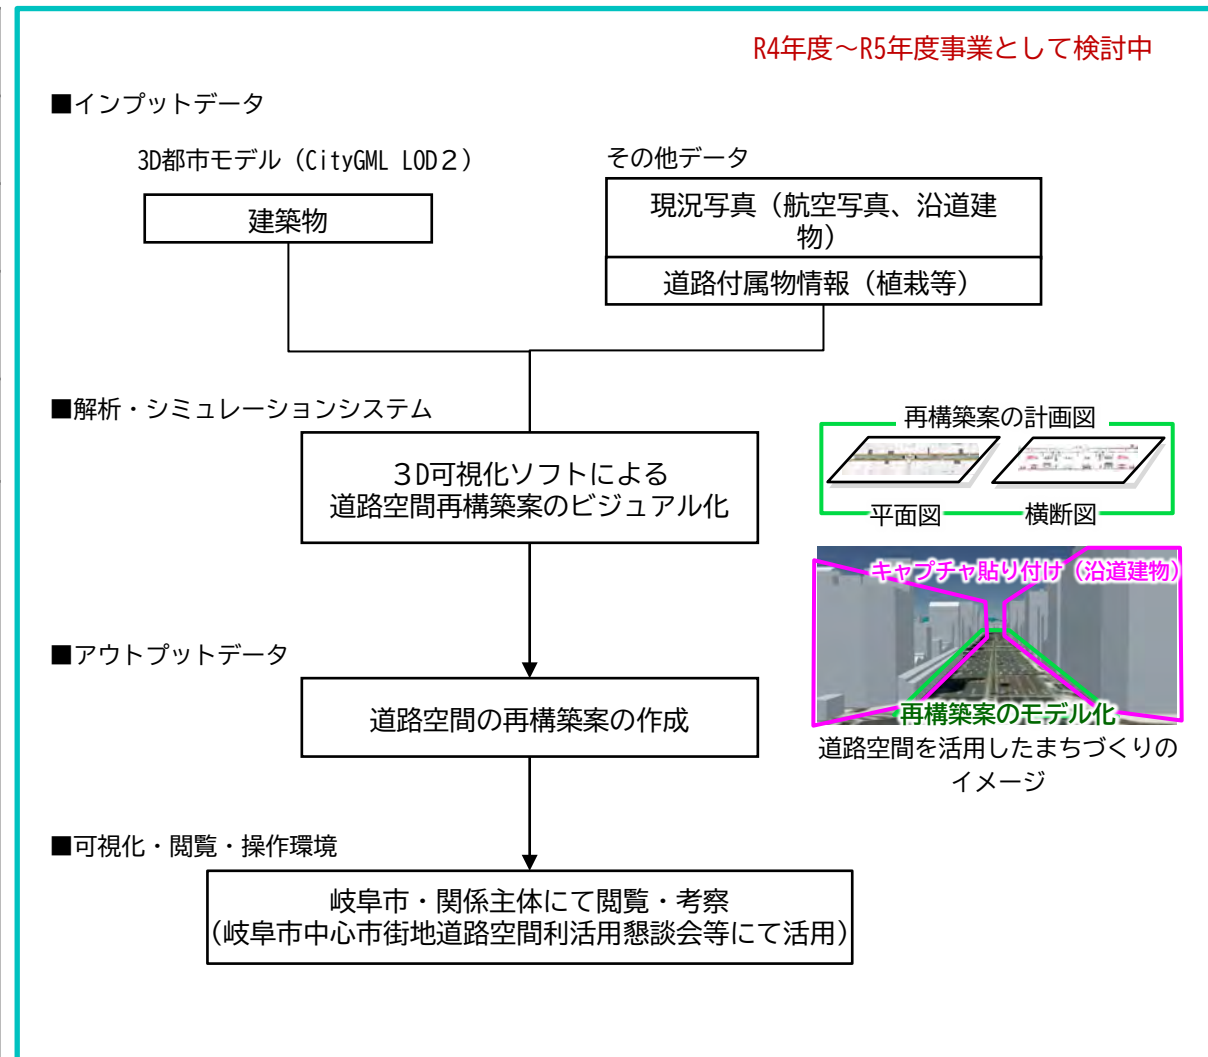 R4年度～R5年度事業として検討中
■インプットデータ
3D都市モデル（CityGML LOD２）
その他データ
建築物
現況写真（航空写真、沿道建
物）
道路付属物情報（植栽等）
■解析・シミュレーションシステム
３D可視化ソフトによる
道路空間再構築案のビジュアル化
再構築案の計画図
平面図
横断図
キャプチャ貼り付け（沿道建物）
再構築案のモデル化
道路空間を活用したまちづくりの
イメージ
■アウトプットデータ
道路空間の再構築案の作成
■可視化・閲覧・操作環境
岐阜市・関係主体にて閲覧・考察
(岐阜市中心市街地道路空間利活用懇談会等にて活用)